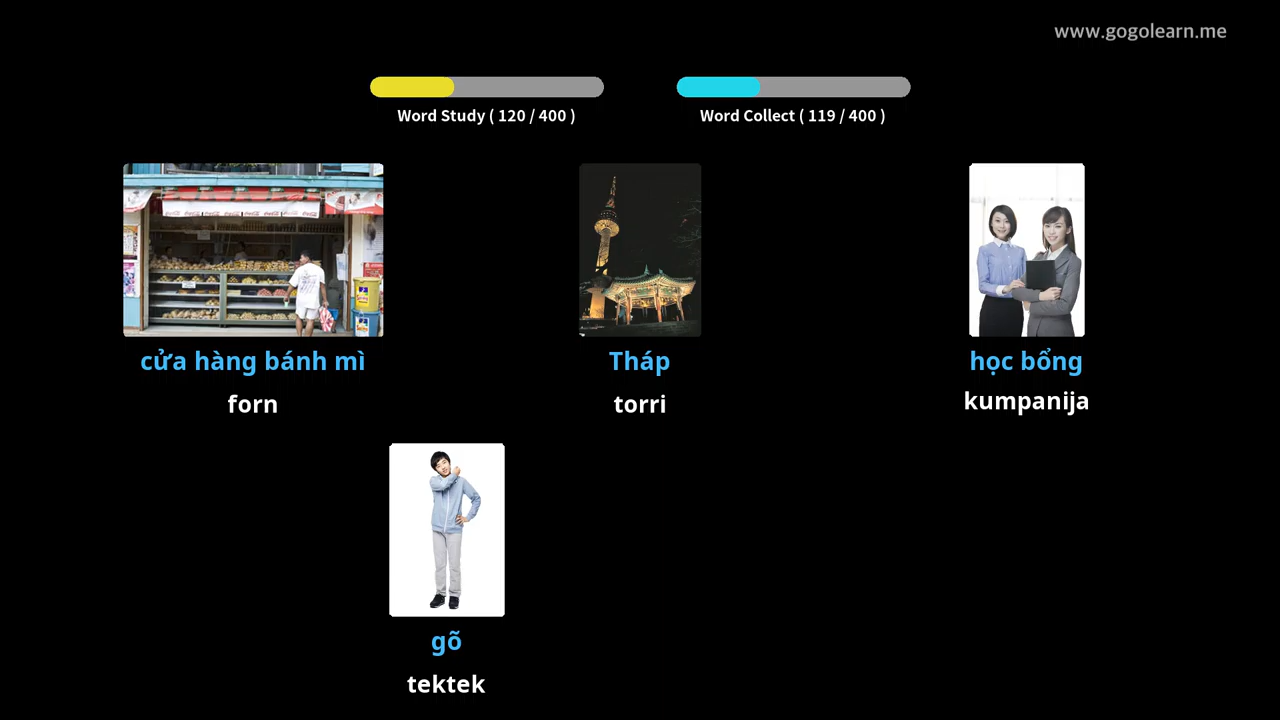 www.gogolearn.me
Word Study ( 120 / 400 )
Word Collect ( 119 / 400 )
cửa hàng bánh mì
forn
Tháp
torri
học bổng
kumpanija
gõ
tektek